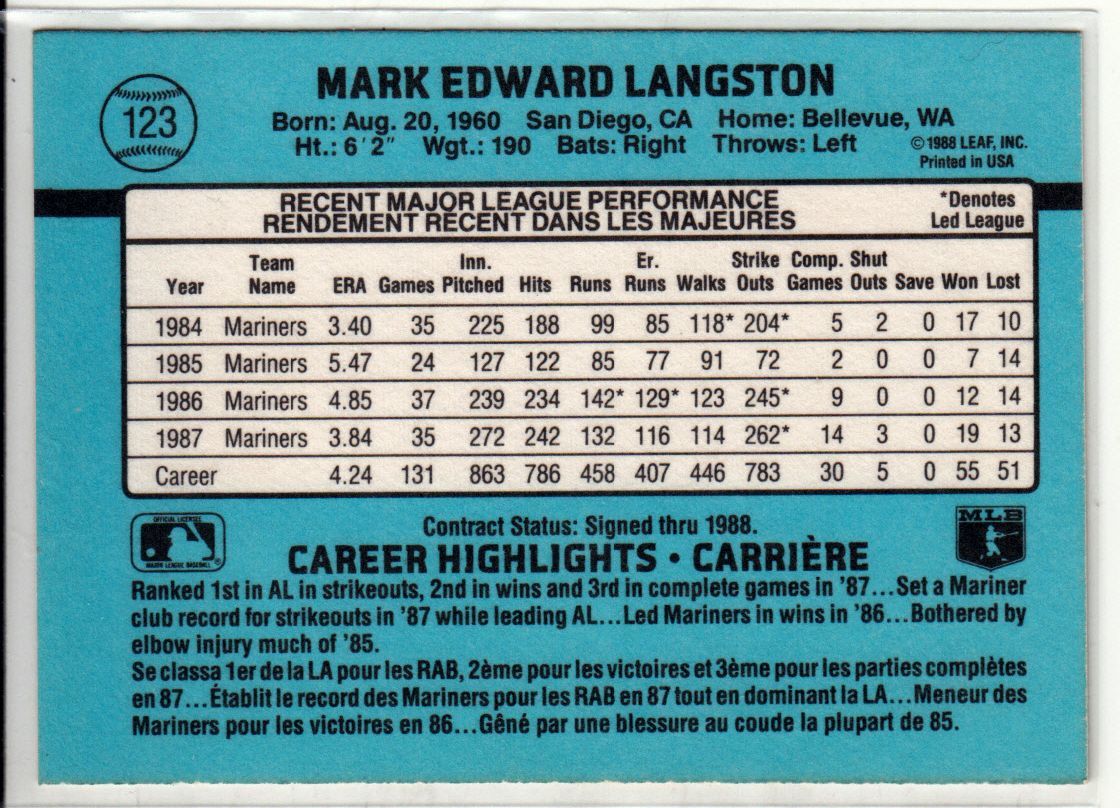 123
MARK EDWARD LANGSTON
Born: Aug. 20, 1960 San Diego, CA Home: Bellevue, WA
Ht.: 6'2" Wgt.: 190 Bats: Right Throws: Left
©1988 LEAF, INC.
Printed in USA
RECENT MAJOR LEAGUE PERFORMANCE
RENDEMENT RÉCENT DANS LES MAJEURES
*Denotes
Led League
Year Team Name ERA Games Inn. Pitched Hits Runs Er. Runs Walks Strike Outs Comp. Games Shut Outs Save Won Lost
1984 Mariners 3.40 35 225 188 99 85 118* 204* 5 2 0 17 10
1985 Mariners 5.47 24 127 122 85 77 91 72 2 0 0 7 14
1986 Mariners 4.85 37 239 234 142* 129* 123 245* 9 0 0 12 14
1987 Mariners 3.84 35 272 242 132 116 114 262* 14 3 0 19 13
Career 4.24 131 863 786 458 407 446 783 30 5 0 55 51
OFFICIAL LICENSEE
MAJOR LEAGUE BASEBALL
MLB
Contract Status: Signed thru 1988.
CAREER HIGHLIGHTS • CARRIÈRE
Ranked 1st in AL in strikeouts, 2nd in wins and 3rd in complete games in '87...Set a Mariner
club record for strikeouts in '87 while leading AL...Led Mariners in wins in '86...Bothered by
elbow injury much of '85.
Se classa 1er de la LA pour les RAB, 2ème pour les victoires et 3ème pour les parties complètes
en 87...Établit le record des Mariners pour les RAB en 87 tout en dominant la LA...Meneur des
Mariners pour les victoires en 86...Gêné par une blessure au coude la plupart de 85.